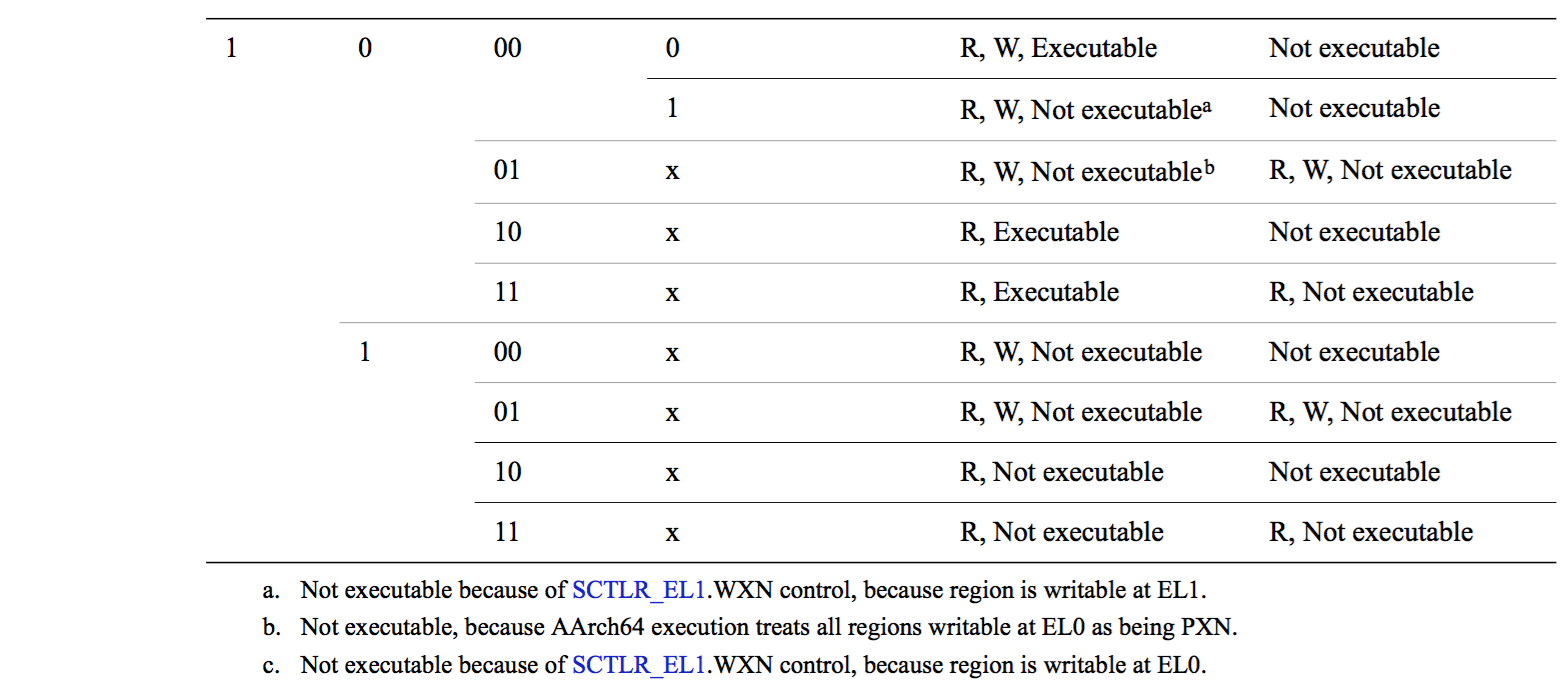 1 0 00 0 R, W, Executable Not executable
1 R, W, Not executableᵃ Not executable
01 x R, W, Not executableᵇ R, W, Not executable
10 x R, Executable Not executable
11 x R, Executable R, Not executable
1 00 x R, W, Not executable Not executable
01 x R, W, Not executable R, W, Not executable
10 x R, Not executable Not executable
11 x R, Not executable R, Not executable
a. Not executable because of SCTLR_EL1.WXN control, because region is writable at EL1.
b. Not executable, because AArch64 execution treats all regions writable at EL0 as being PXN.
c. Not executable because of SCTLR_EL1.WXN control, because region is writable at EL0.